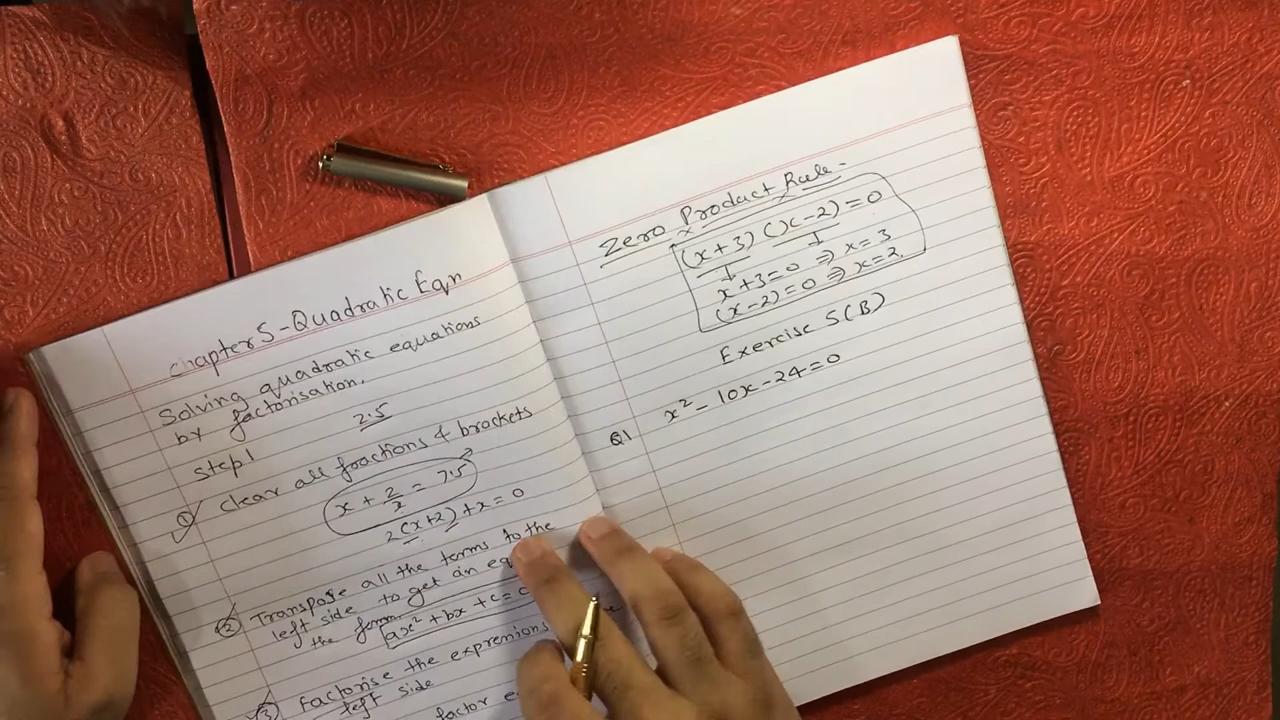 chapter 5 - Quadratic Eqn
Solving quadratic equations
by factorisation.
2.5
step1
① clear all fractions & brackets
x + 2/x = 7.5
2(x+2) + x = 0
② Transpose all the terms to the
left side to get an eq
the form
ax² + bx + c =
③ Factorise the expressions
left side
factor
Zero Product Rule -
(x+3) (x-2) = 0
x+3=0 ⇒ x=3
(x-2)=0 ⇒ x=2
Exercise 5(B)
Q1 x² - 10x - 24 = 0